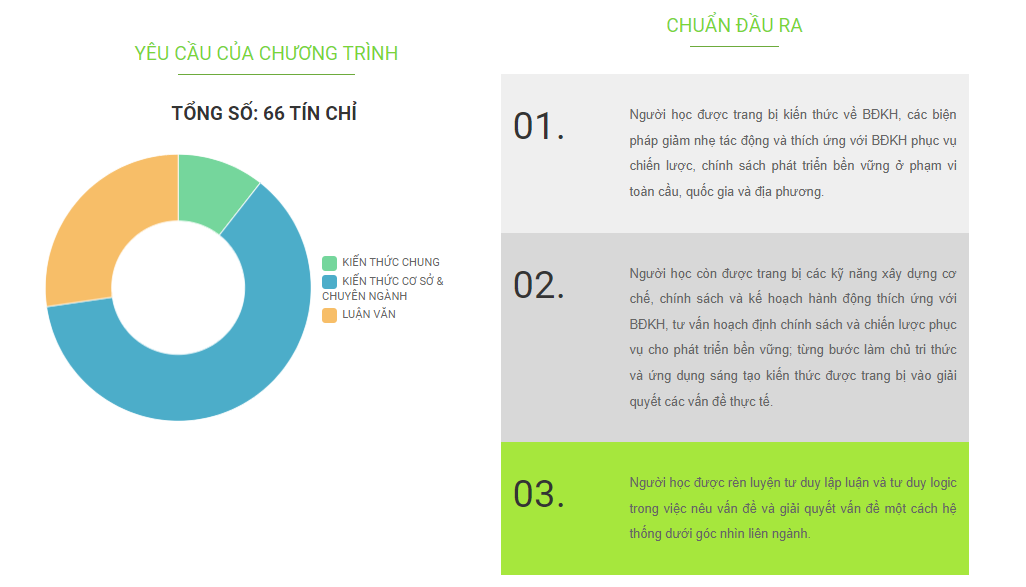 YÊU CẦU CỦA CHƯƠNG TRÌNH
TỔNG SỐ: 66 TÍN CHỈ
KIẾN THỨC CHUNG
KIẾN THỨC CƠ SỞ &
CHUYÊN NGÀNH
LUẬN VĂN
CHUẨN ĐẦU RA
01.
Người học được trang bị kiến thức về BĐKH, các biện
pháp giảm nhẹ tác động và thích ứng với BĐKH phục vụ
chiến lược, chính sách phát triển bền vững ở phạm vi
toàn cầu, quốc gia và địa phương.
02.
Người học còn được trang bị các kỹ năng xây dựng cơ
chế, chính sách và kế hoạch hành động thích ứng với
BĐKH, tư vấn hoạch định chính sách và chiến lược phục
vụ cho phát triển bền vững; từng bước làm chủ tri thức
và ứng dụng sáng tạo kiến thức được trang bị vào giải
quyết các vấn đề thực tế.
03.
Người học được rèn luyện tư duy lập luận và tư duy logic
trong việc nêu vấn đề và giải quyết vấn đề một cách hệ
thống dưới góc nhìn liên ngành.